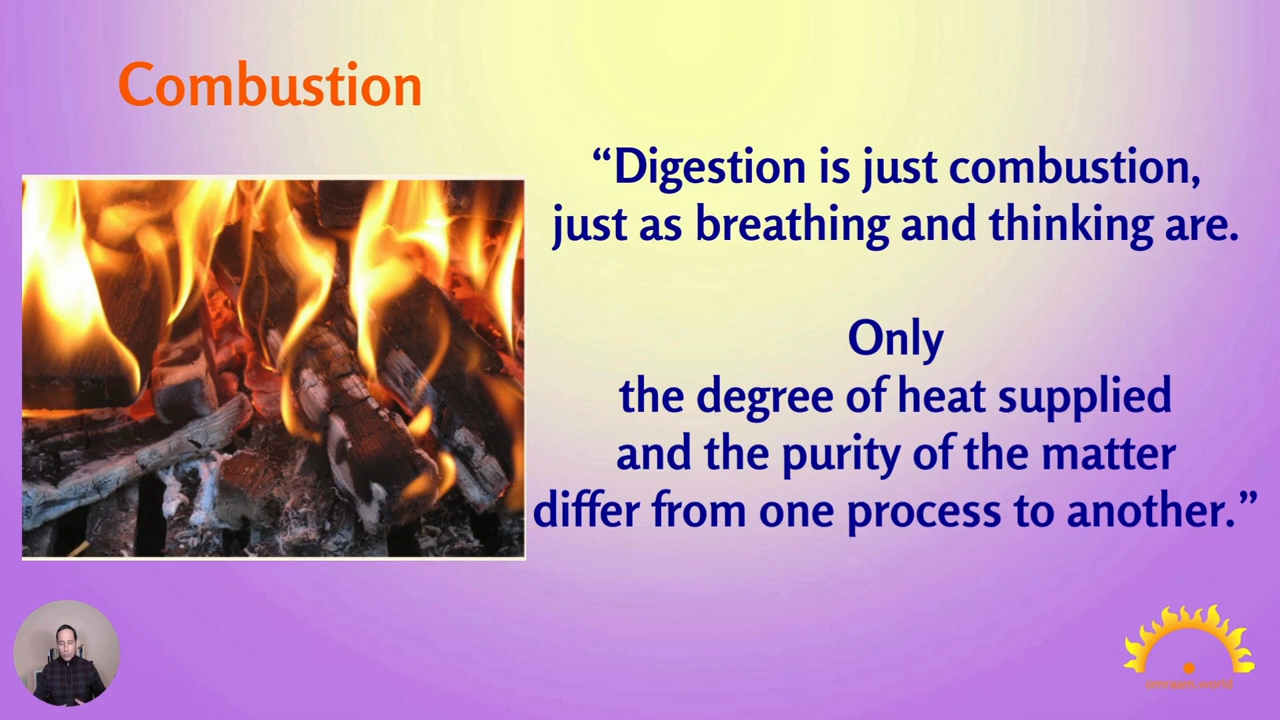 Combustion
“Digestion is just combustion,
just as breathing and thinking are.
Only
the degree of heat supplied
and the purity of the matter
differ from one process to another.”